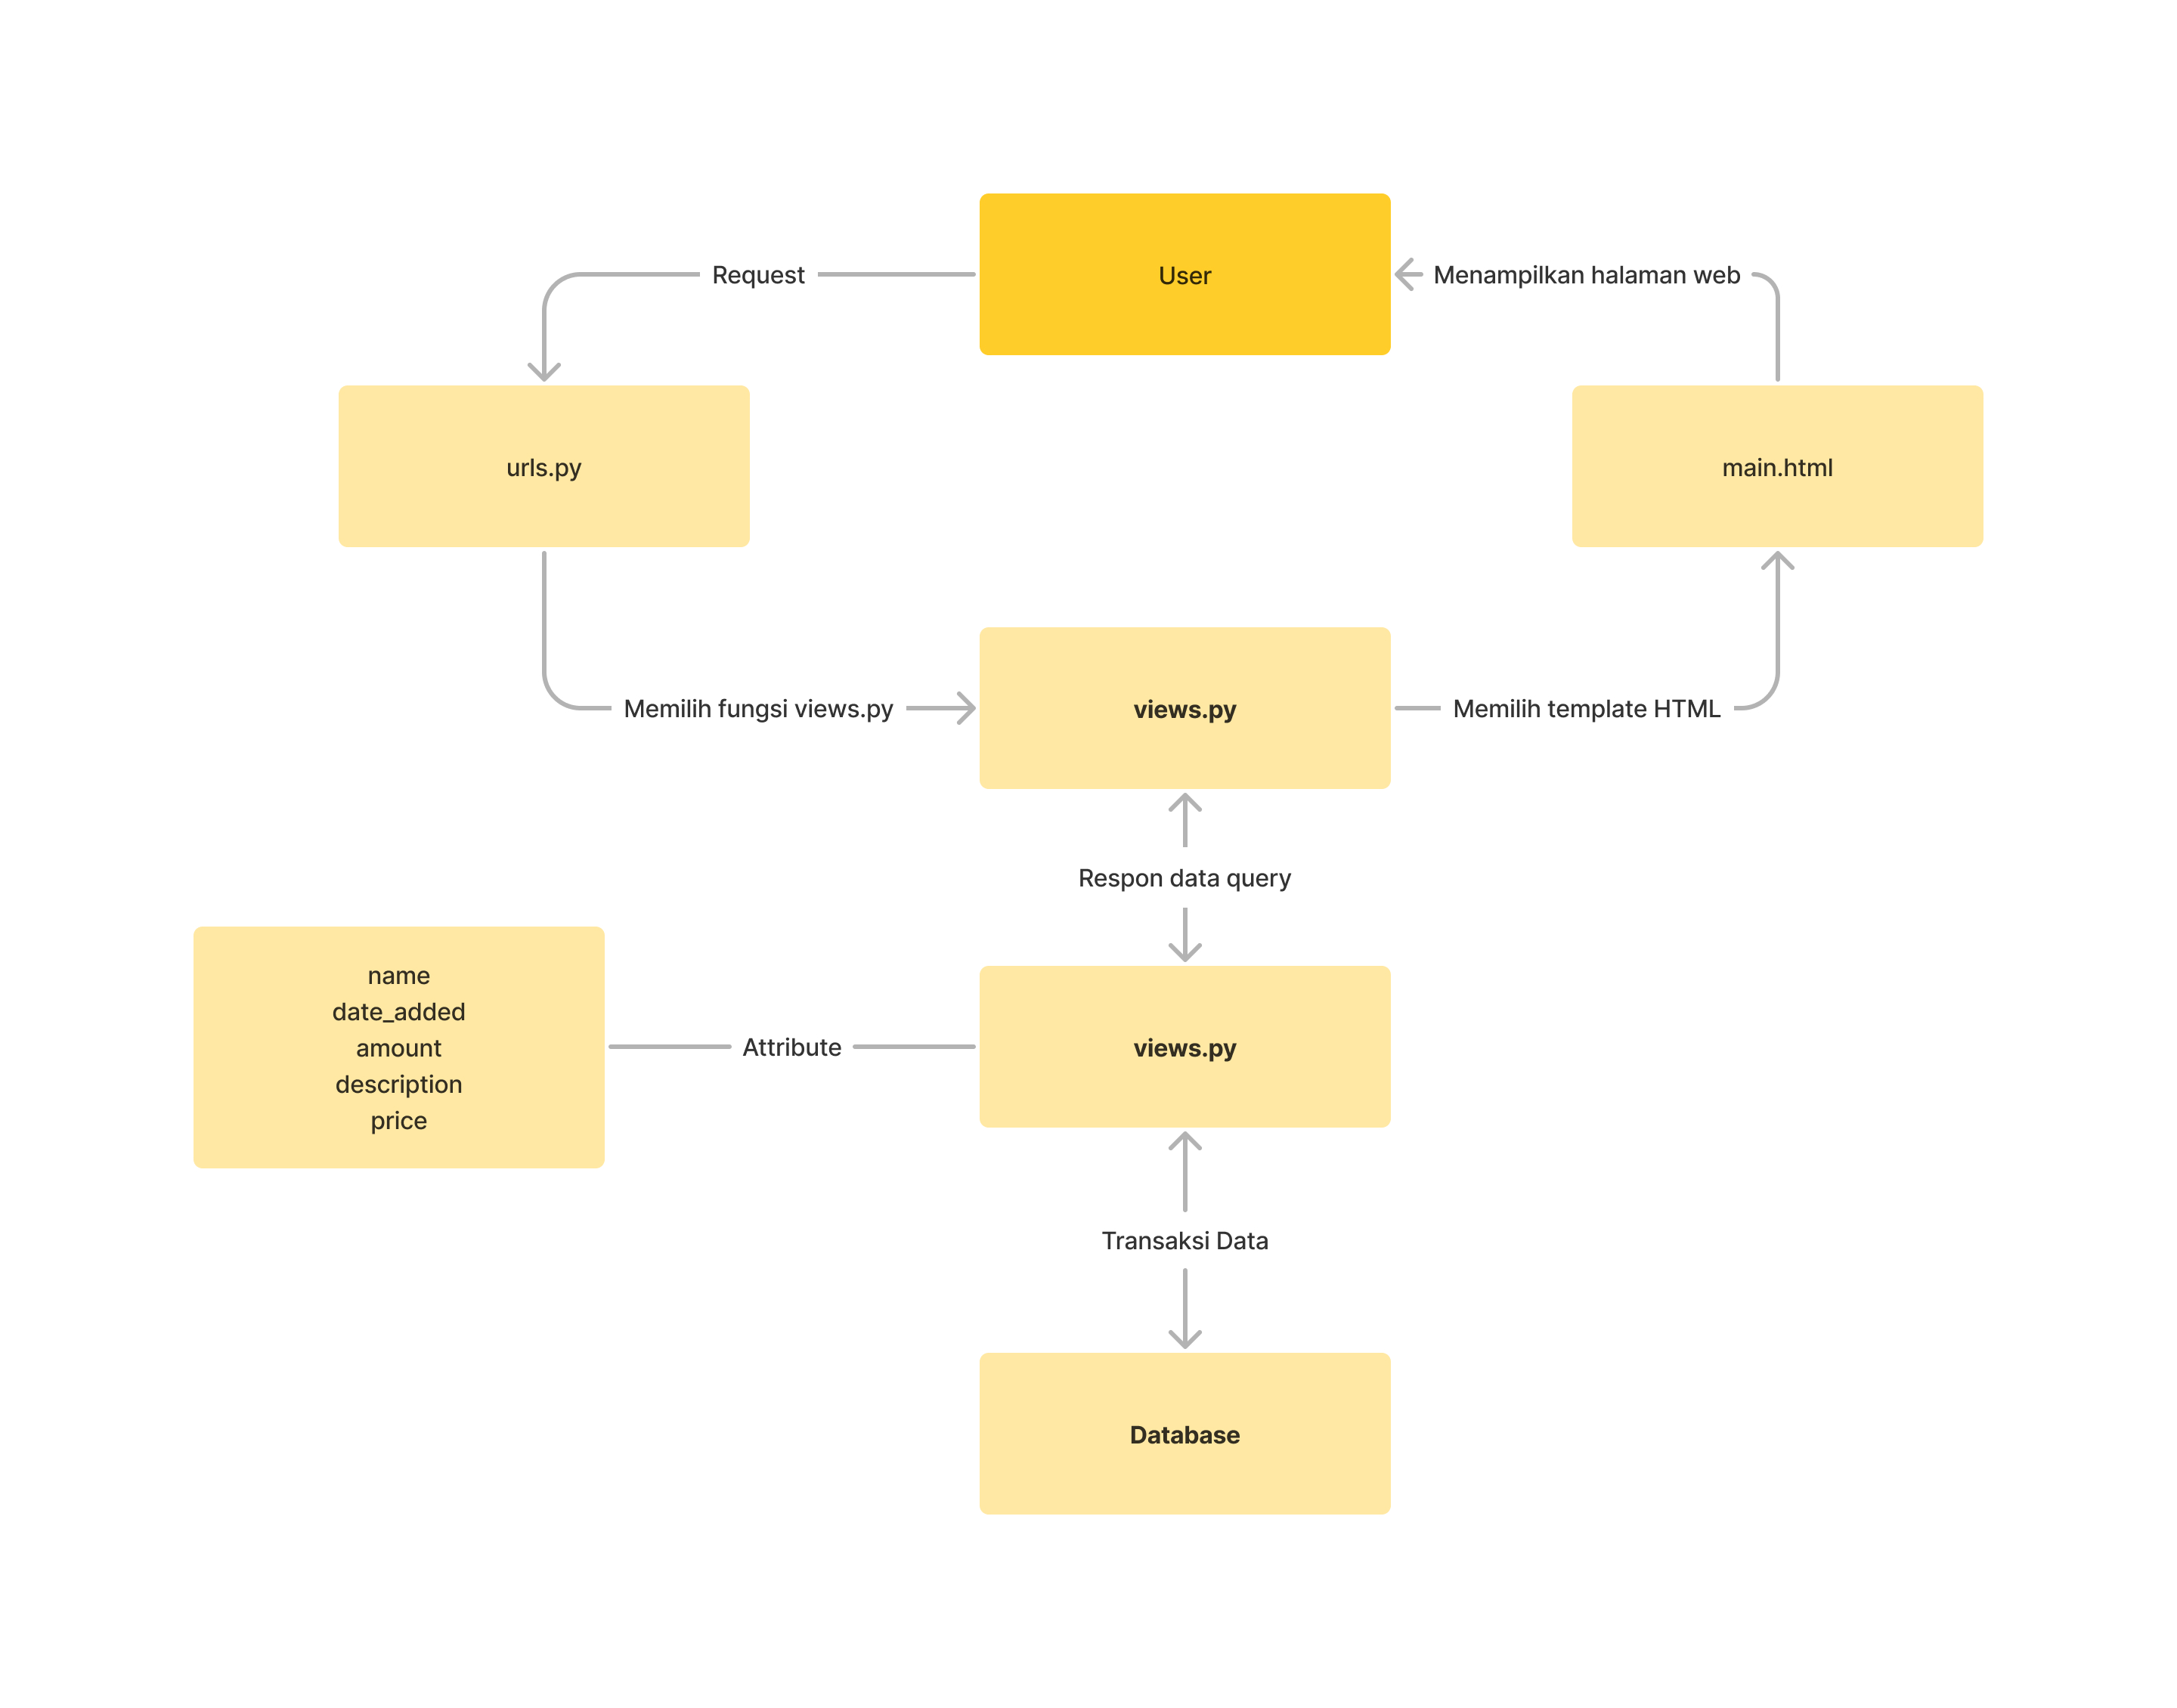 User
Request
Menampilkan halaman web
urls.py
main.html
Memilih fungsi views.py
views.py
Memilih template HTML
Respon data query
name
date_added
amount
description
price
Attribute
views.py
Transaksi Data
Database